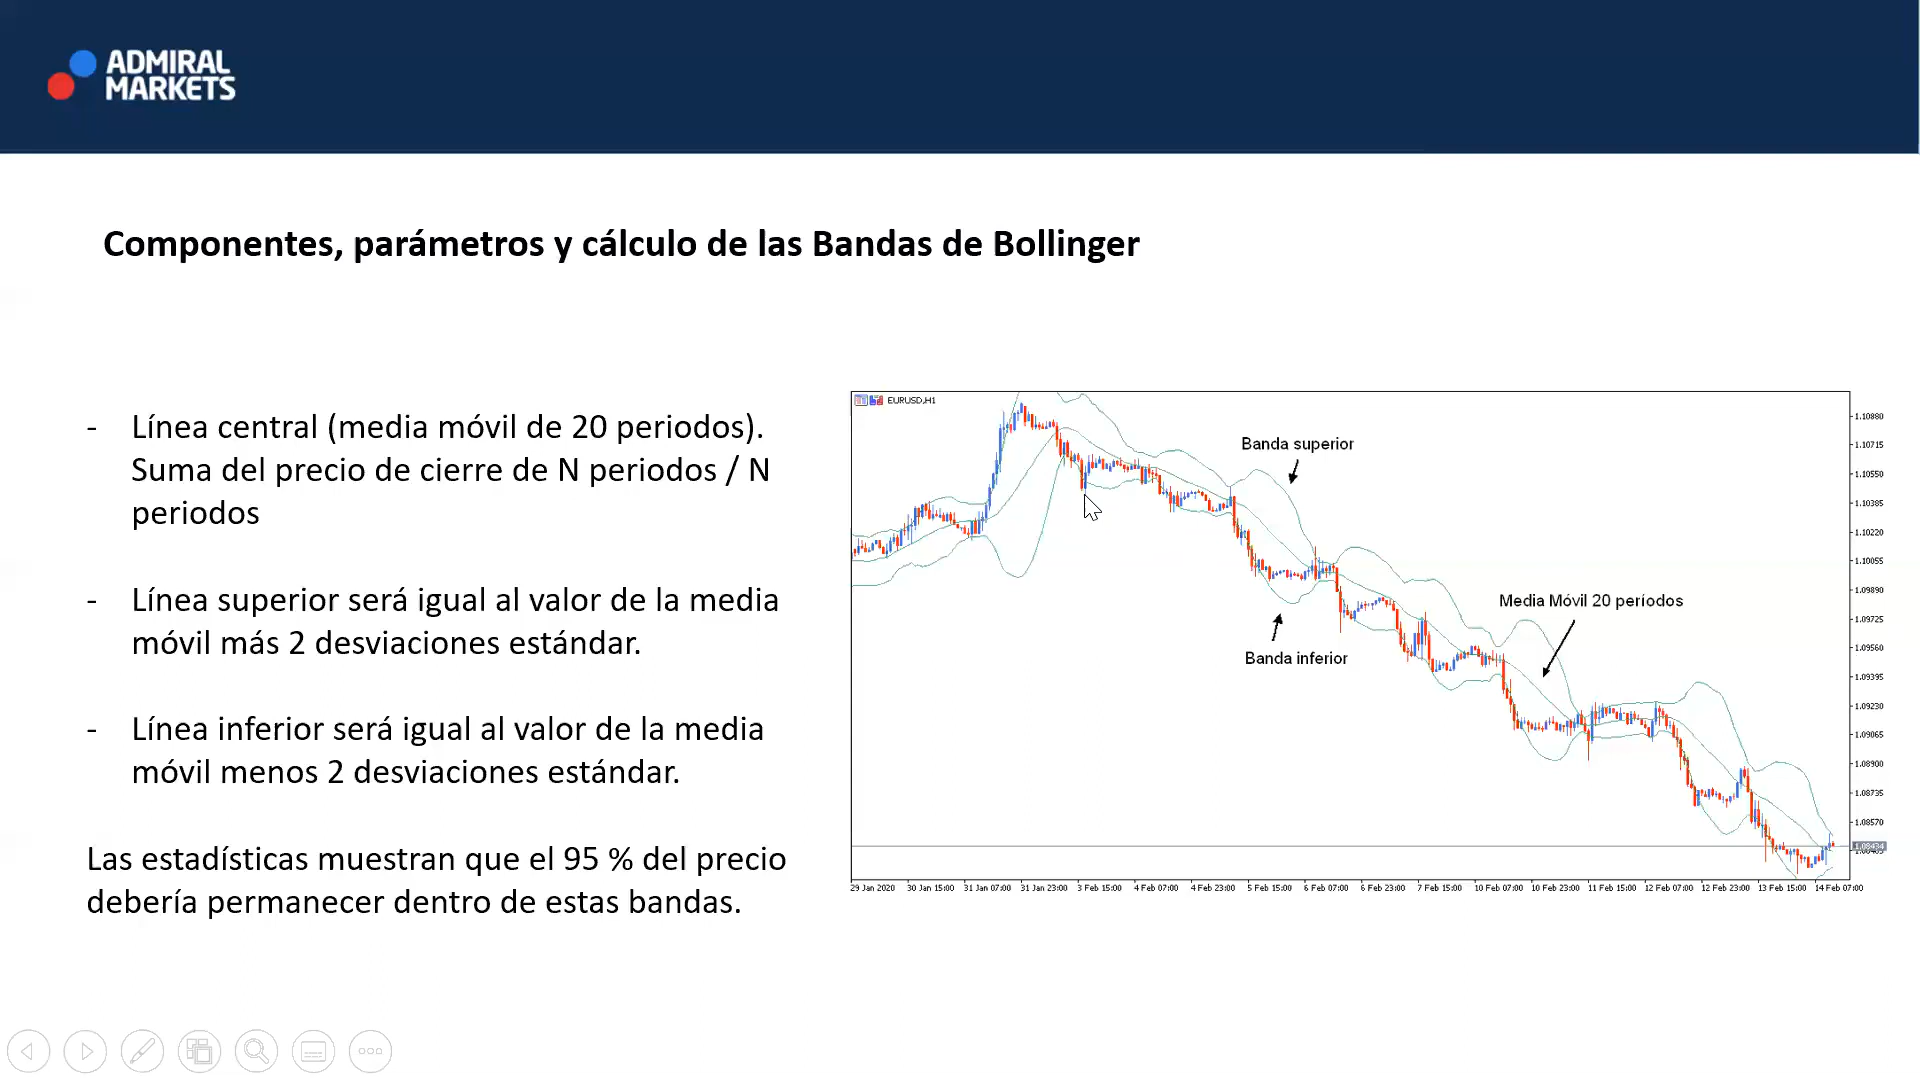 ADMIRAL
MARKETS
Componentes, parámetros y cálculo de las Bandas de Bollinger
- Línea central (media móvil de 20 periodos).
Suma del precio de cierre de N periodos / N
periodos
- Línea superior será igual al valor de la media
móvil más 2 desviaciones estándar.
- Línea inferior será igual al valor de la media
móvil menos 2 desviaciones estándar.
Las estadísticas muestran que el 95 % del precio
debería permanecer dentro de estas bandas.
EURUSD,H1
Banda superior
Banda inferior
Media Móvil 20 períodos
1.10880
1.10715
1.10550
1.10385
1.10220
1.10055
1.09890
1.09725
1.09560
1.09395
1.09230
1.09065
1.08900
1.08735
1.08570
1.08434
29 Jan 2020 30 Jan 15:00 31 Jan 07:00 31 Jan 23:00 3 Feb 15:00 4 Feb 07:00 4 Feb 23:00 5 Feb 15:00 6 Feb 07:00 6 Feb 23:00 7 Feb 15:00 10 Feb 07:00 10 Feb 23:00 11 Feb 15:00 12 Feb 07:00 12 Feb 23:00 13 Feb 15:00 14 Feb 07:00